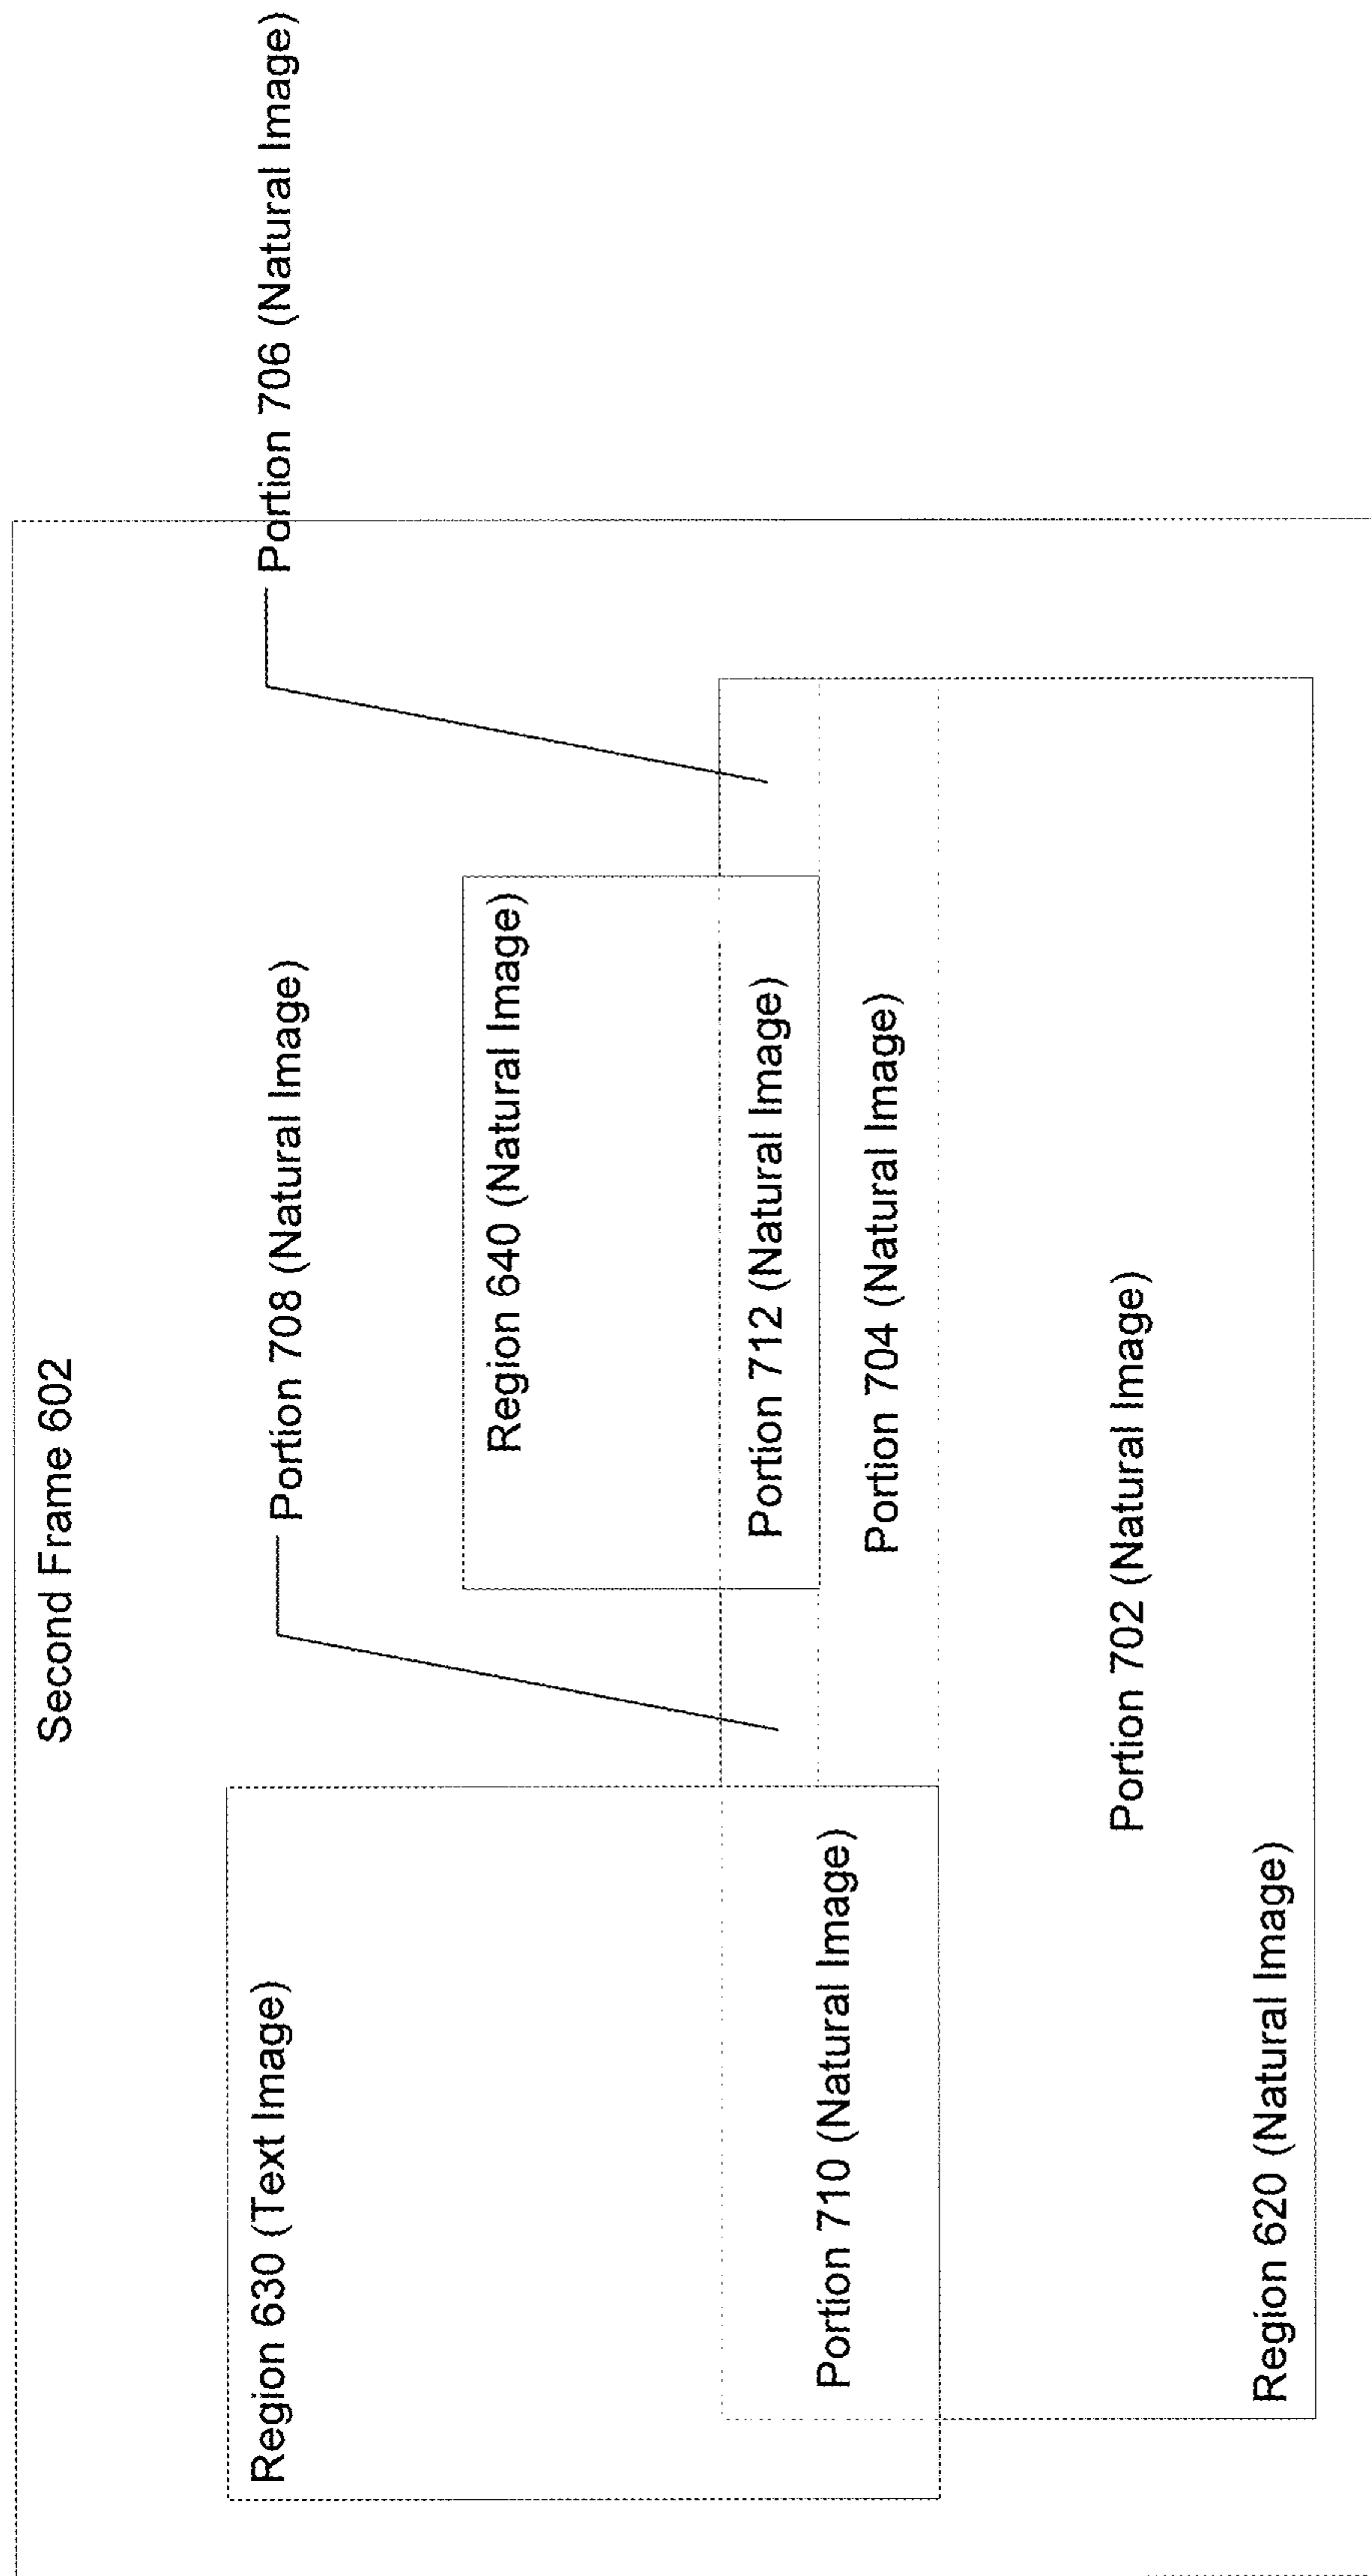 Second Frame 602
Region 630 (Text Image)
Portion 708 (Natural Image)
Portion 706 (Natural Image)
Region 640 (Natural Image)
Portion 712 (Natural Image)
Portion 710 (Natural Image)
Portion 704 (Natural Image)
Portion 702 (Natural Image)
Region 620 (Natural Image)